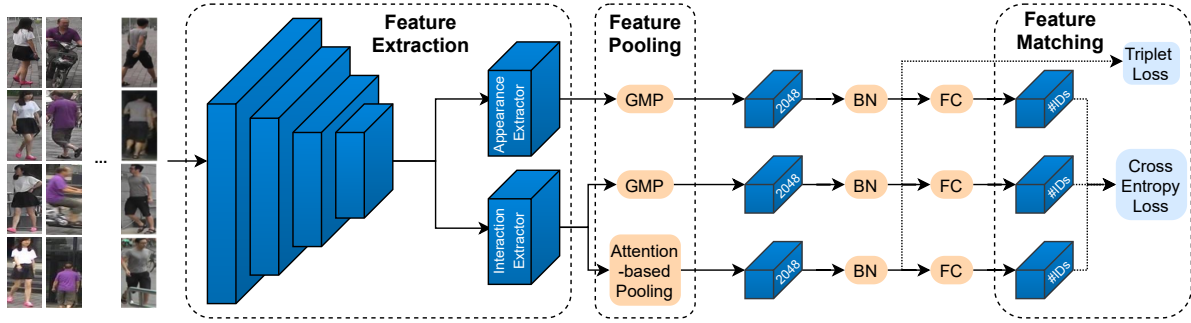 Feature
Extraction
Feature
Pooling
Feature
Matching
Appearance
Extractor
GMP
2048
BN
FC
#IDs
Triplet
Loss
...
Interaction
Extractor
GMP
2048
BN
FC
#IDs
Cross
Entropy
Loss
Attention
-based
Pooling
2048
BN
FC
#IDs